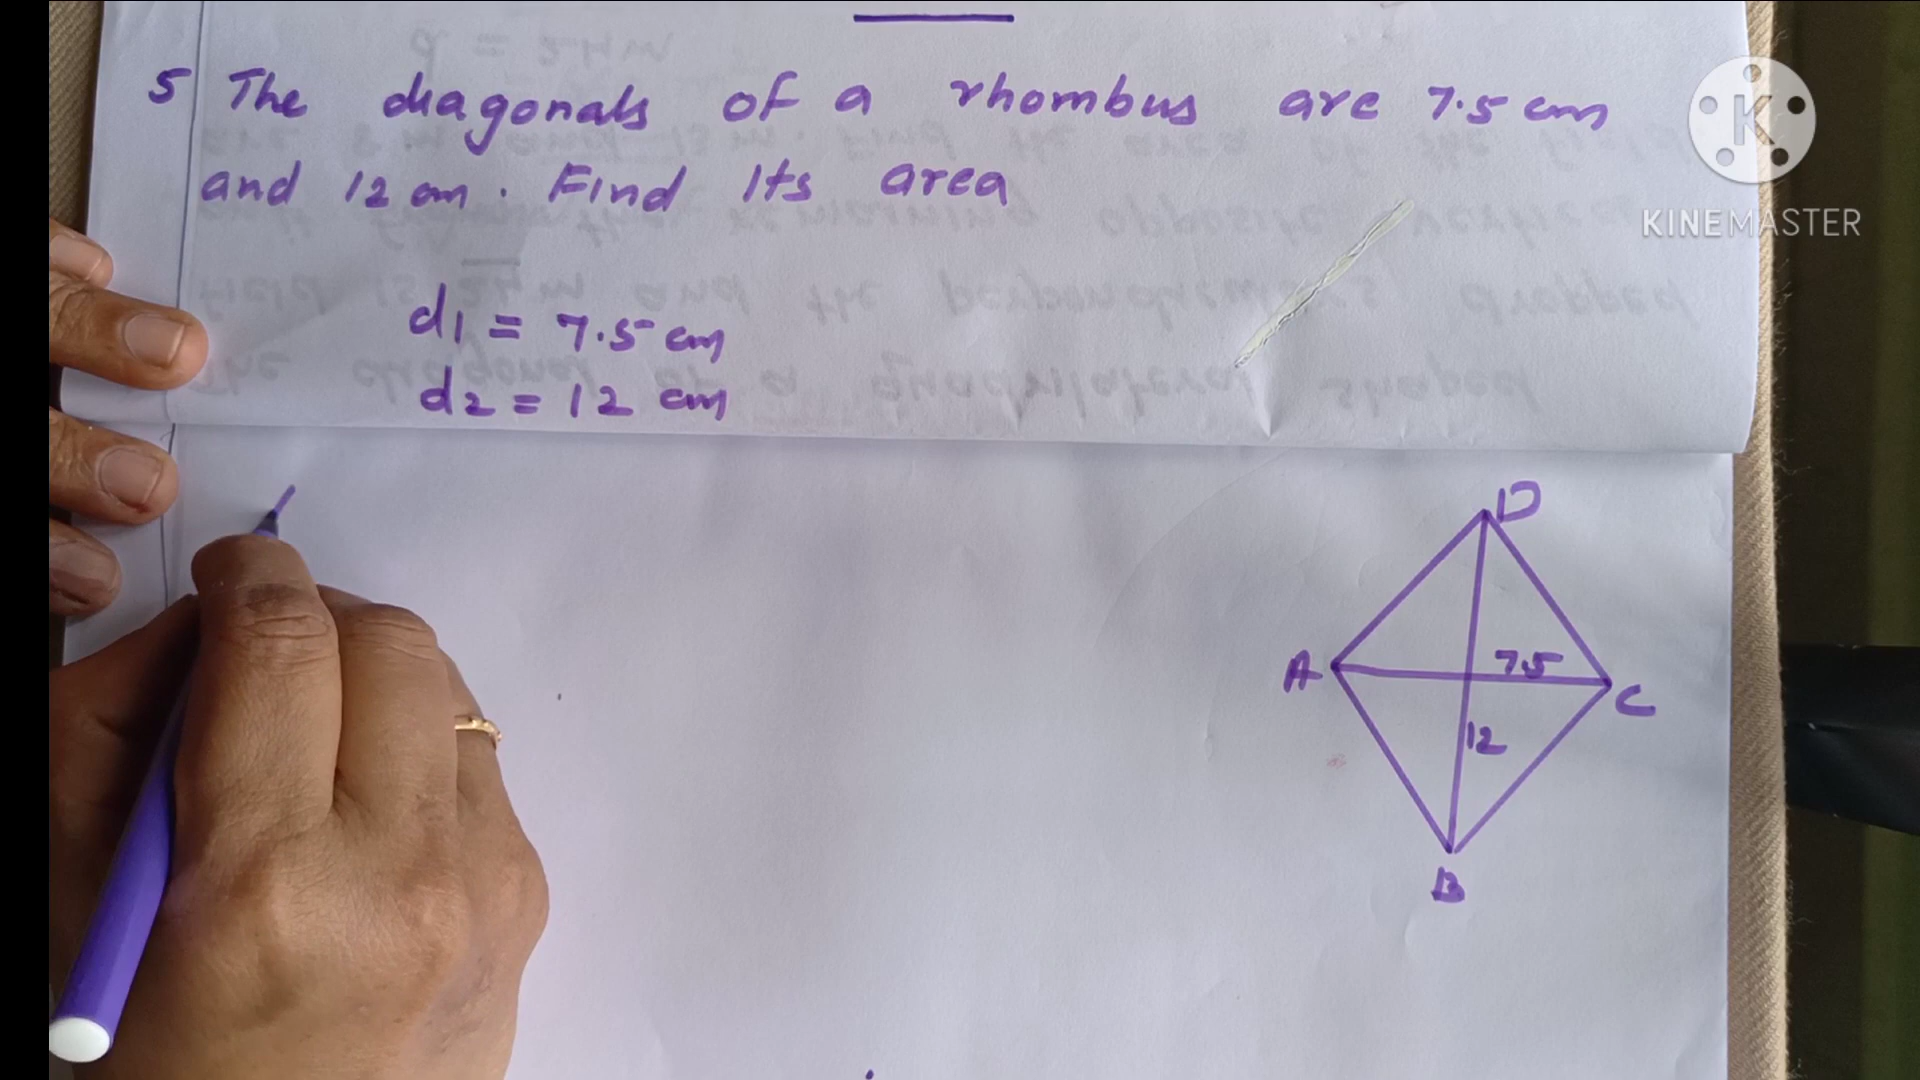 5 The diagonals of a rhombus are 7.5 cm
and 12 cm. Find Its area
K
KINEMASTER
d1 = 7.5 cm
d2 = 12 cm
D
A
7.5
C
12
B